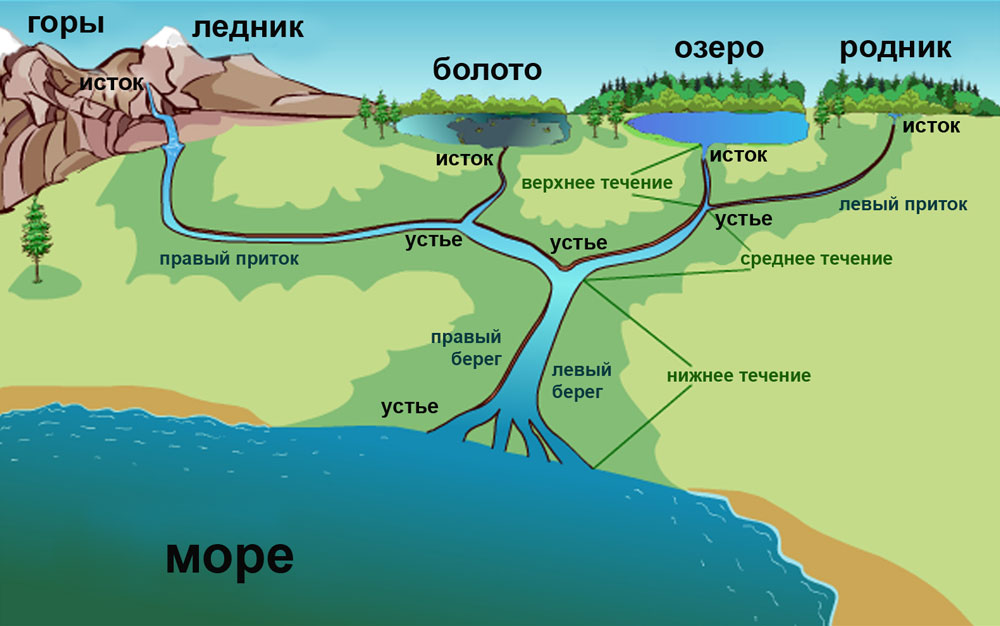 горы
ледник
болото
озеро
родник
исток
исток
исток
исток
верхнее течение
левый приток
устье
устье
устье
правый приток
среднее течение
правый
берег
левый
берег
нижнее течение
устье
море